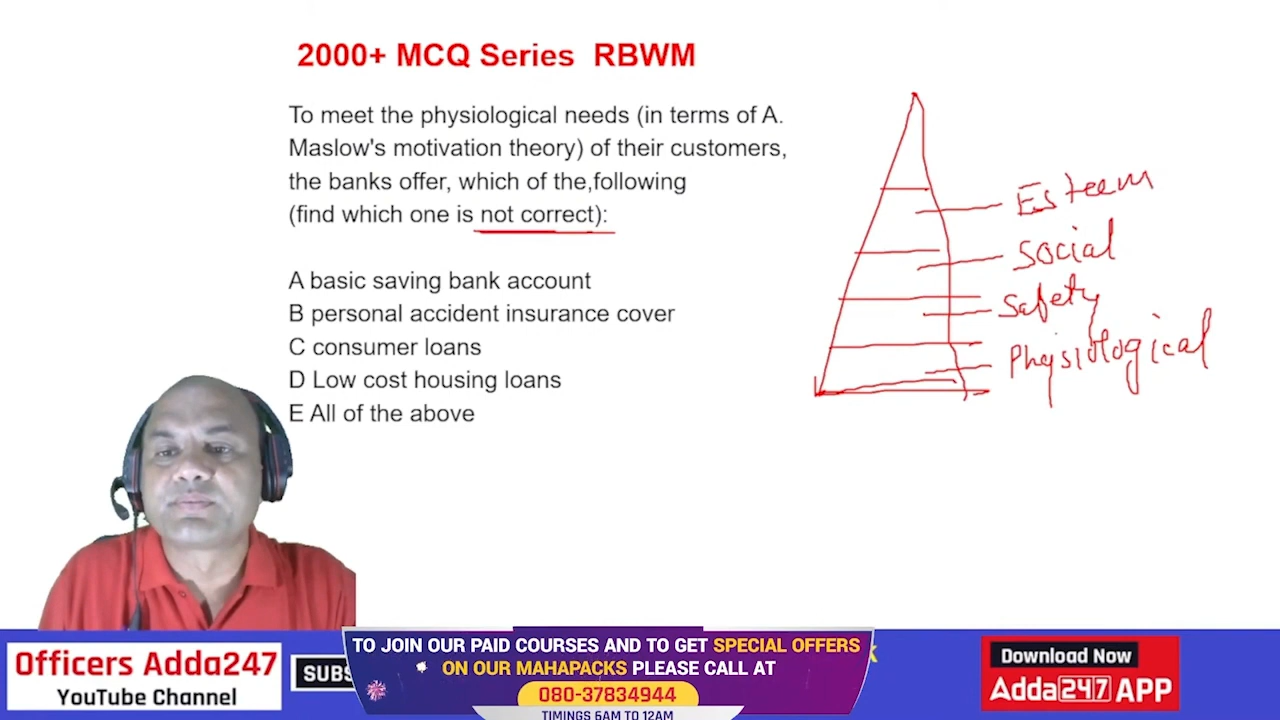 2000+ MCQ Series RBWM
To meet the physiological needs (in terms of A.
Maslow's motivation theory) of their customers,
the banks offer, which of the,following
(find which one is not correct):
A basic saving bank account
B personal accident insurance cover
C consumer loans
D Low cost housing loans
E All of the above
Esteem
Social
Safety
Physiological
Officers Adda247
YouTube Channel
SUBS
TO JOIN OUR PAID COURSES AND TO GET SPECIAL OFFERS
ON OUR MAHAPACKS PLEASE CALL AT
080-37834944
TIMINGS 6AM TO 12AM
Download Now
Adda247 APP